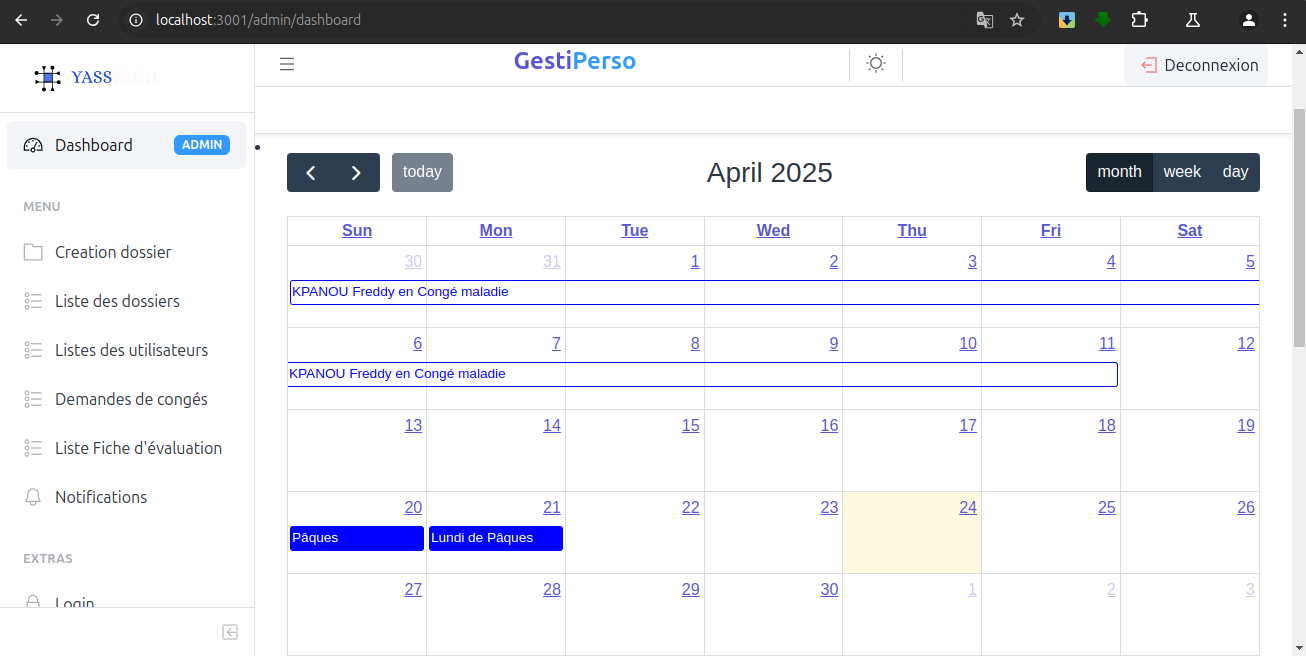 localhost:3001/admin/dashboard
YASSTECH
GestiPerso
Deconnexion
Dashboard ADMIN
MENU
Creation dossier
Liste des dossiers
Listes des utilisateurs
Demandes de congés
Liste Fiche d'évaluation
Notifications
EXTRAS
Login
today
April 2025
month week day
Sun Mon Tue Wed Thu Fri Sat
30 31 1 2 3 4 5
KPANOU Freddy en Congé maladie
6 7 8 9 10 11 12
KPANOU Freddy en Congé maladie
13 14 15 16 17 18 19
20 21 22 23 24 25 26
Pâques Lundi de Pâques
27 28 29 30 1 2 3